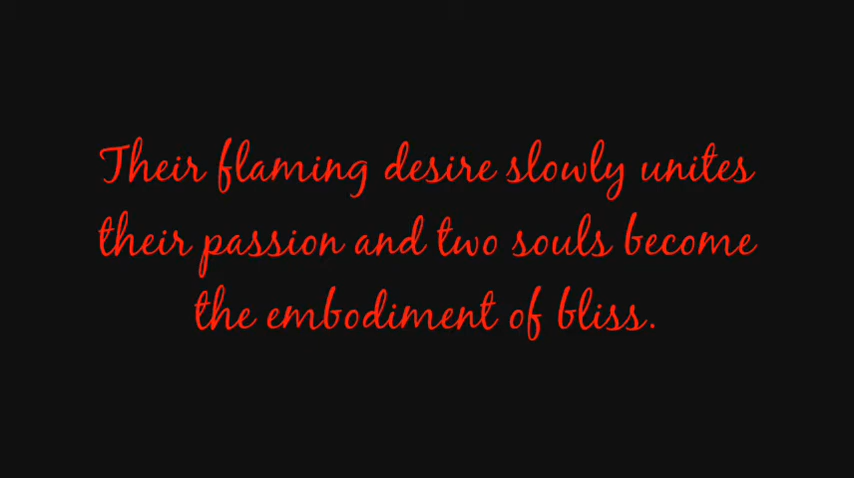 Their flaming desire slowly unites
their passion and two souls become
the embodiment of bliss.